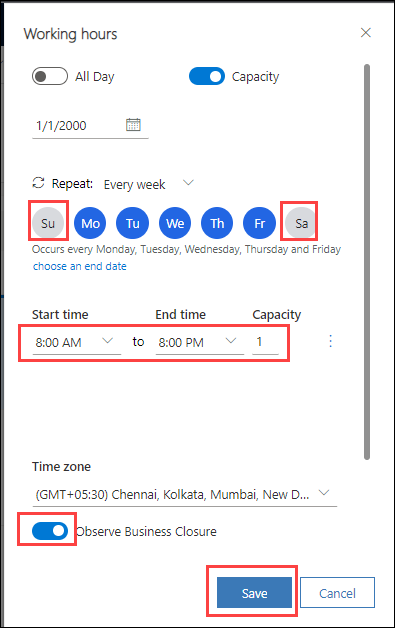 Working hours
All Day Capacity
1/1/2000
Repeat: Every week
Su Mo Tu We Th Fr Sa
Occurs every Monday, Tuesday, Wednesday, Thursday and Friday
choose an end date
Start time End time Capacity
8:00 AM to 8:00 PM 1
Time zone
(GMT+05:30) Chennai, Kolkata, Mumbai, New D...
Observe Business Closure
Save Cancel